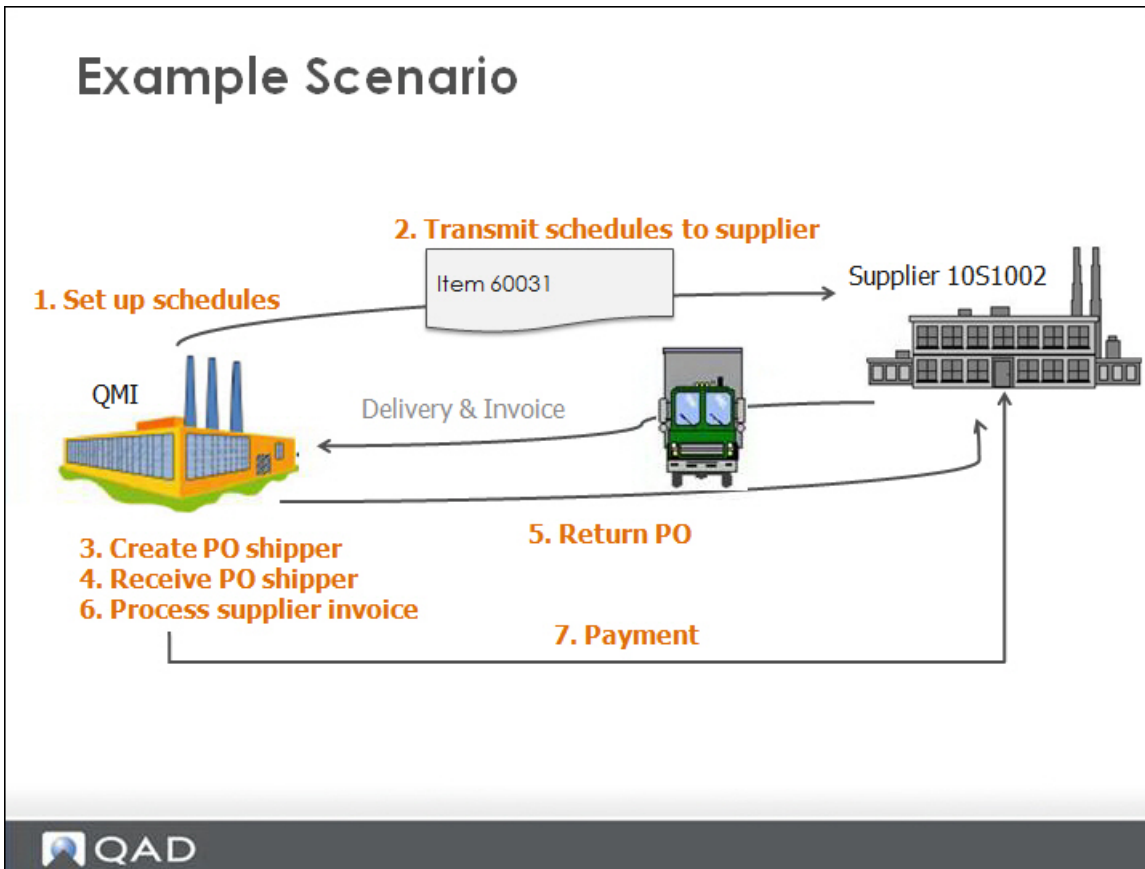 Example Scenario
2. Transmit schedules to supplier
Item 60031
Supplier 10S1002
1. Set up schedules
QMI
Delivery & Invoice
5. Return PO
3. Create PO shipper
4. Receive PO shipper
6. Process supplier invoice
7. Payment
QAD